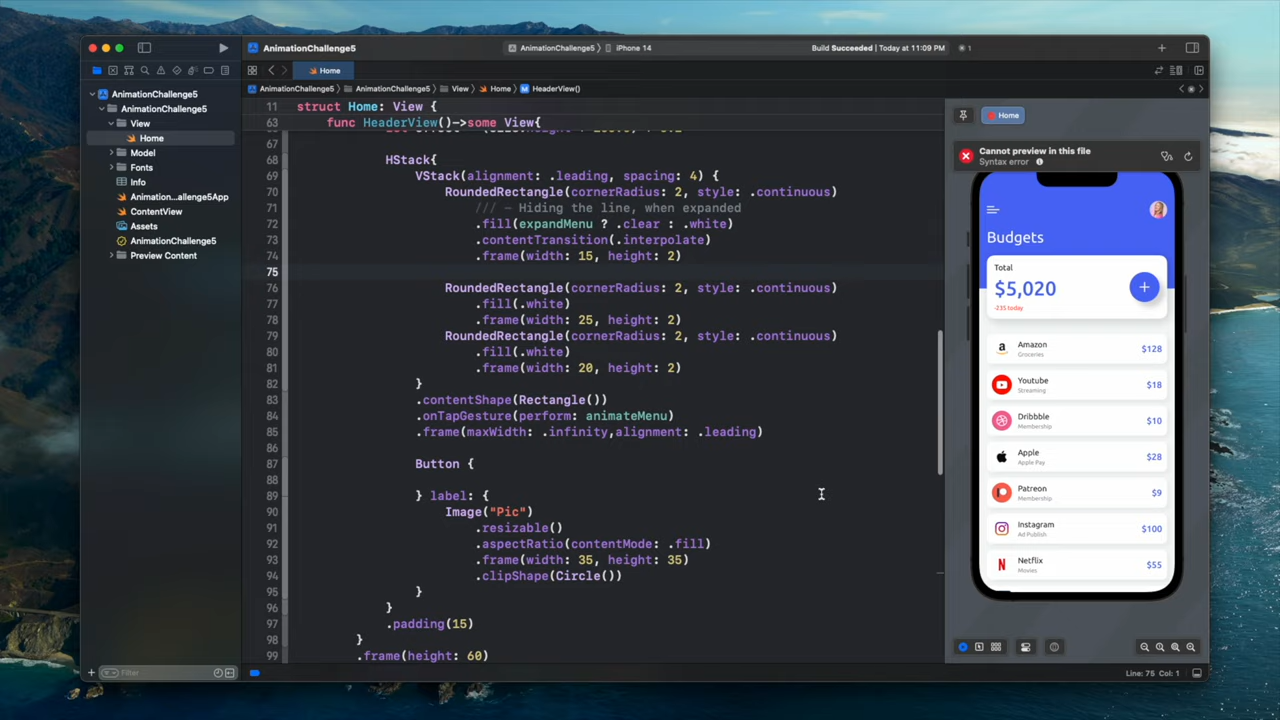 AnimationChallenge5
AnimationChallenge5
iPhone 14
Build Succeeded | Today at 11:09 PM
1
Home
AnimationChallenge5
AnimationChallenge5
View
Home
HeaderView()
AnimationChallenge5
AnimationChallenge5
View
Home
Model
Fonts
Info
Animation...allenge5App
ContentView
Assets
AnimationChallenge5
Preview Content
Filter
11 struct Home: View {
63 func HeaderView()->some View{
67
68 HStack{
69 VStack(alignment: .leading, spacing: 4) {
70 RoundedRectangle(cornerRadius: 2, style: .continuous)
71 /// - Hiding the line, when expanded
72 .fill(expandMenu ? .clear : .white)
73 .contentTransition(.interpolate)
74 .frame(width: 15, height: 2)
75
76 RoundedRectangle(cornerRadius: 2, style: .continuous)
77 .fill(.white)
78 .frame(width: 25, height: 2)
79 RoundedRectangle(cornerRadius: 2, style: .continuous)
80 .fill(.white)
81 .frame(width: 20, height: 2)
82 }
83 .contentShape(Rectangle())
84 .onTapGesture(perform: animateMenu)
85 .frame(maxWidth: .infinity,alignment: .leading)
86
87 Button {
88
89 } label: {
90 Image("Pic")
91 .resizable()
92 .aspectRatio(contentMode: .fill)
93 .frame(width: 35, height: 35)
94 .clipShape(Circle())
95 }
96 }
97 .padding(15)
98 }
99 .frame(height: 60)
Home
Cannot preview in this file
Syntax error
Budgets
Total
$5,020
-235 today
Amazon
Groceries
$128
Youtube
Streaming
$18
Dribbble
Membership
$10
Apple
Apple Pay
$28
Patreon
Membership
$9
Instagram
Ad Publish
$100
Netflix
Movies
$55
Line: 75 Col: 1